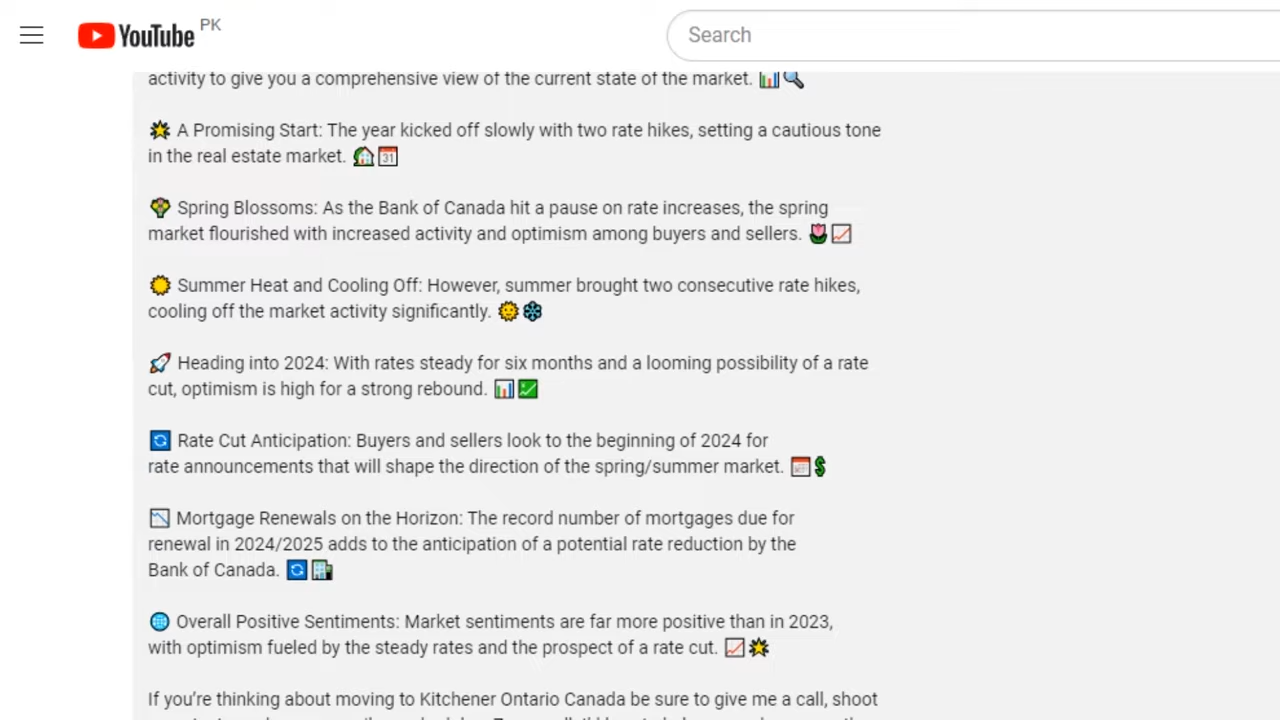 YouTube PK
Search
activity to give you a comprehensive view of the current state of the market. 📊🔍
🌟 A Promising Start: The year kicked off slowly with two rate hikes, setting a cautious tone
in the real estate market. 🏡📅
💐 Spring Blossoms: As the Bank of Canada hit a pause on rate increases, the spring
market flourished with increased activity and optimism among buyers and sellers. 🌷📈
☀️ Summer Heat and Cooling Off: However, summer brought two consecutive rate hikes,
cooling off the market activity significantly. 🌞❄️
🚀 Heading into 2024: With rates steady for six months and a looming possibility of a rate
cut, optimism is high for a strong rebound. 📊💹
🔄 Rate Cut Anticipation: Buyers and sellers look to the beginning of 2024 for
rate announcements that will shape the direction of the spring/summer market. 📆💲
📉 Mortgage Renewals on the Horizon: The record number of mortgages due for
renewal in 2024/2025 adds to the anticipation of a potential rate reduction by the
Bank of Canada. 🔄🏦
🌐 Overall Positive Sentiments: Market sentiments are far more positive than in 2023,
with optimism fueled by the steady rates and the prospect of a rate cut. 📈🌟
If you're thinking about moving to Kitchener Ontario Canada be sure to give me a call, shoot